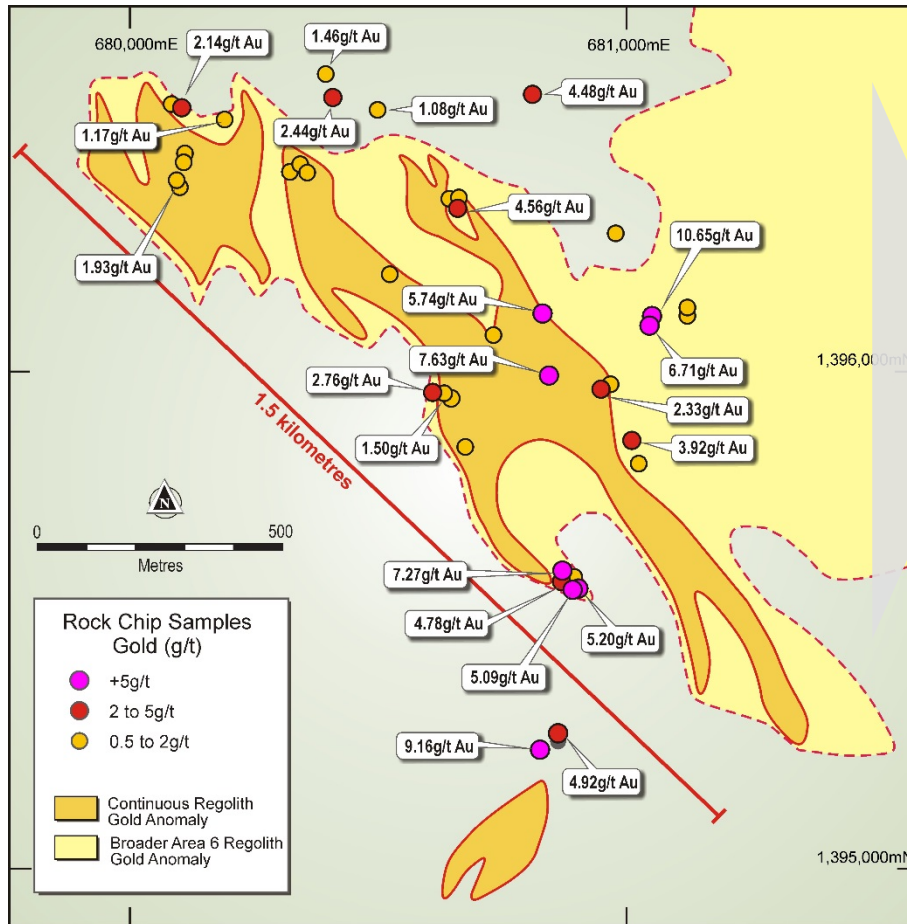 680,000mE
681,000mE
2.14g/t Au
1.46g/t Au
4.48g/t Au
1.08g/t Au
2.44g/t Au
1.17g/t Au
4.56g/t Au
10.65g/t Au
1.93g/t Au
5.74g/t Au
7.63g/t Au
6.71g/t Au
1,396,000mN
2.76g/t Au
2.33g/t Au
1.50g/t Au
3.92g/t Au
1.5 kilometres
N
0
500
Metres
7.27g/t Au
4.78g/t Au
5.20g/t Au
5.09g/t Au
9.16g/t Au
4.92g/t Au
1,395,000mN
Rock Chip Samples
Gold (g/t)
+5g/t
2 to 5g/t
0.5 to 2g/t
Continuous Regolith
Gold Anomaly
Broader Area 6 Regolith
Gold Anomaly